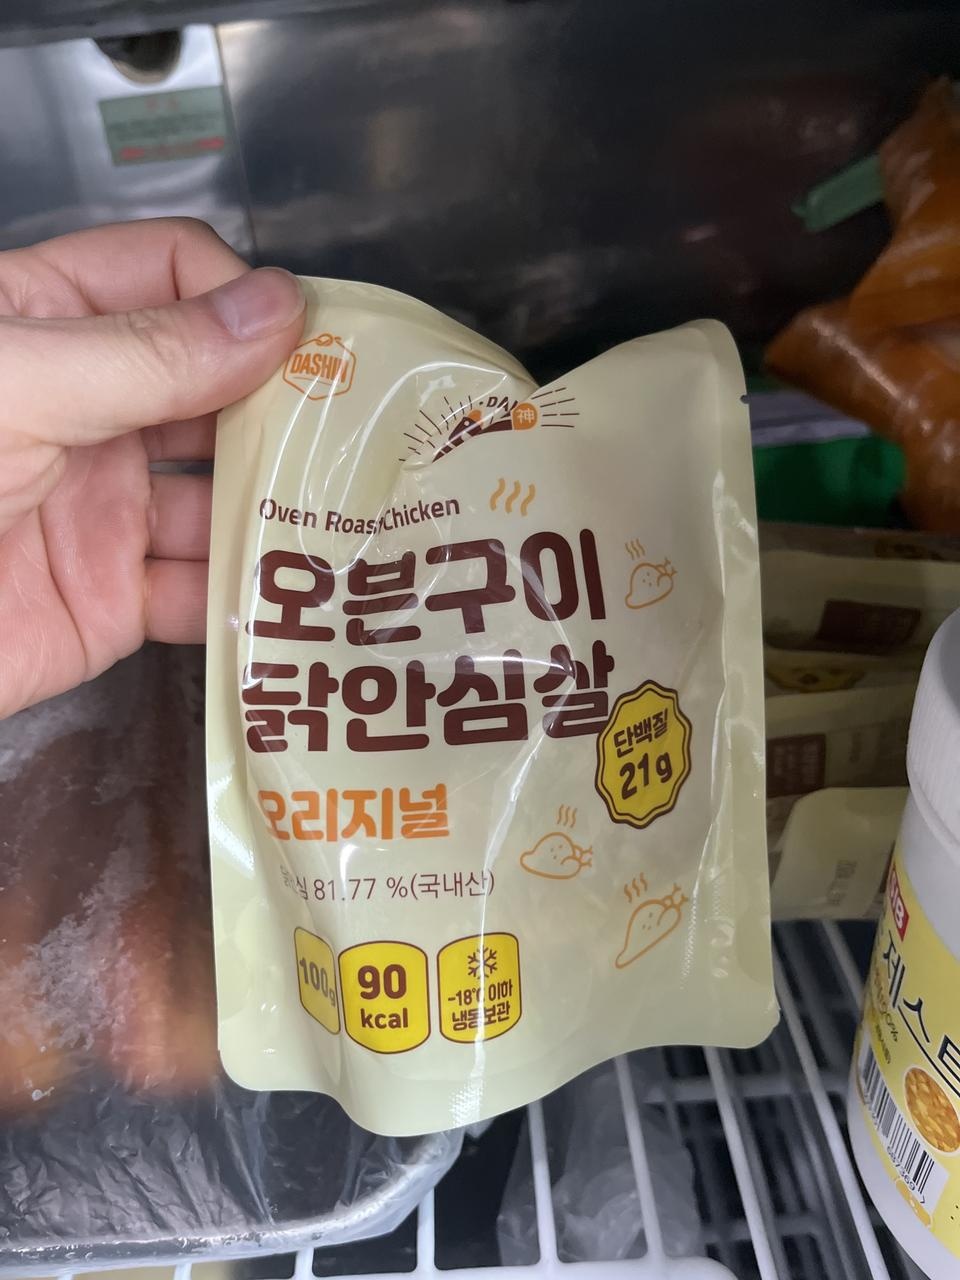 DASHIN
神
Oven Roast Chicken
오븐구이
닭안심살
단백질
21g
오리지널
81.77 %(국내산)
100g
90
kcal
-18℃ 이하
냉동보관